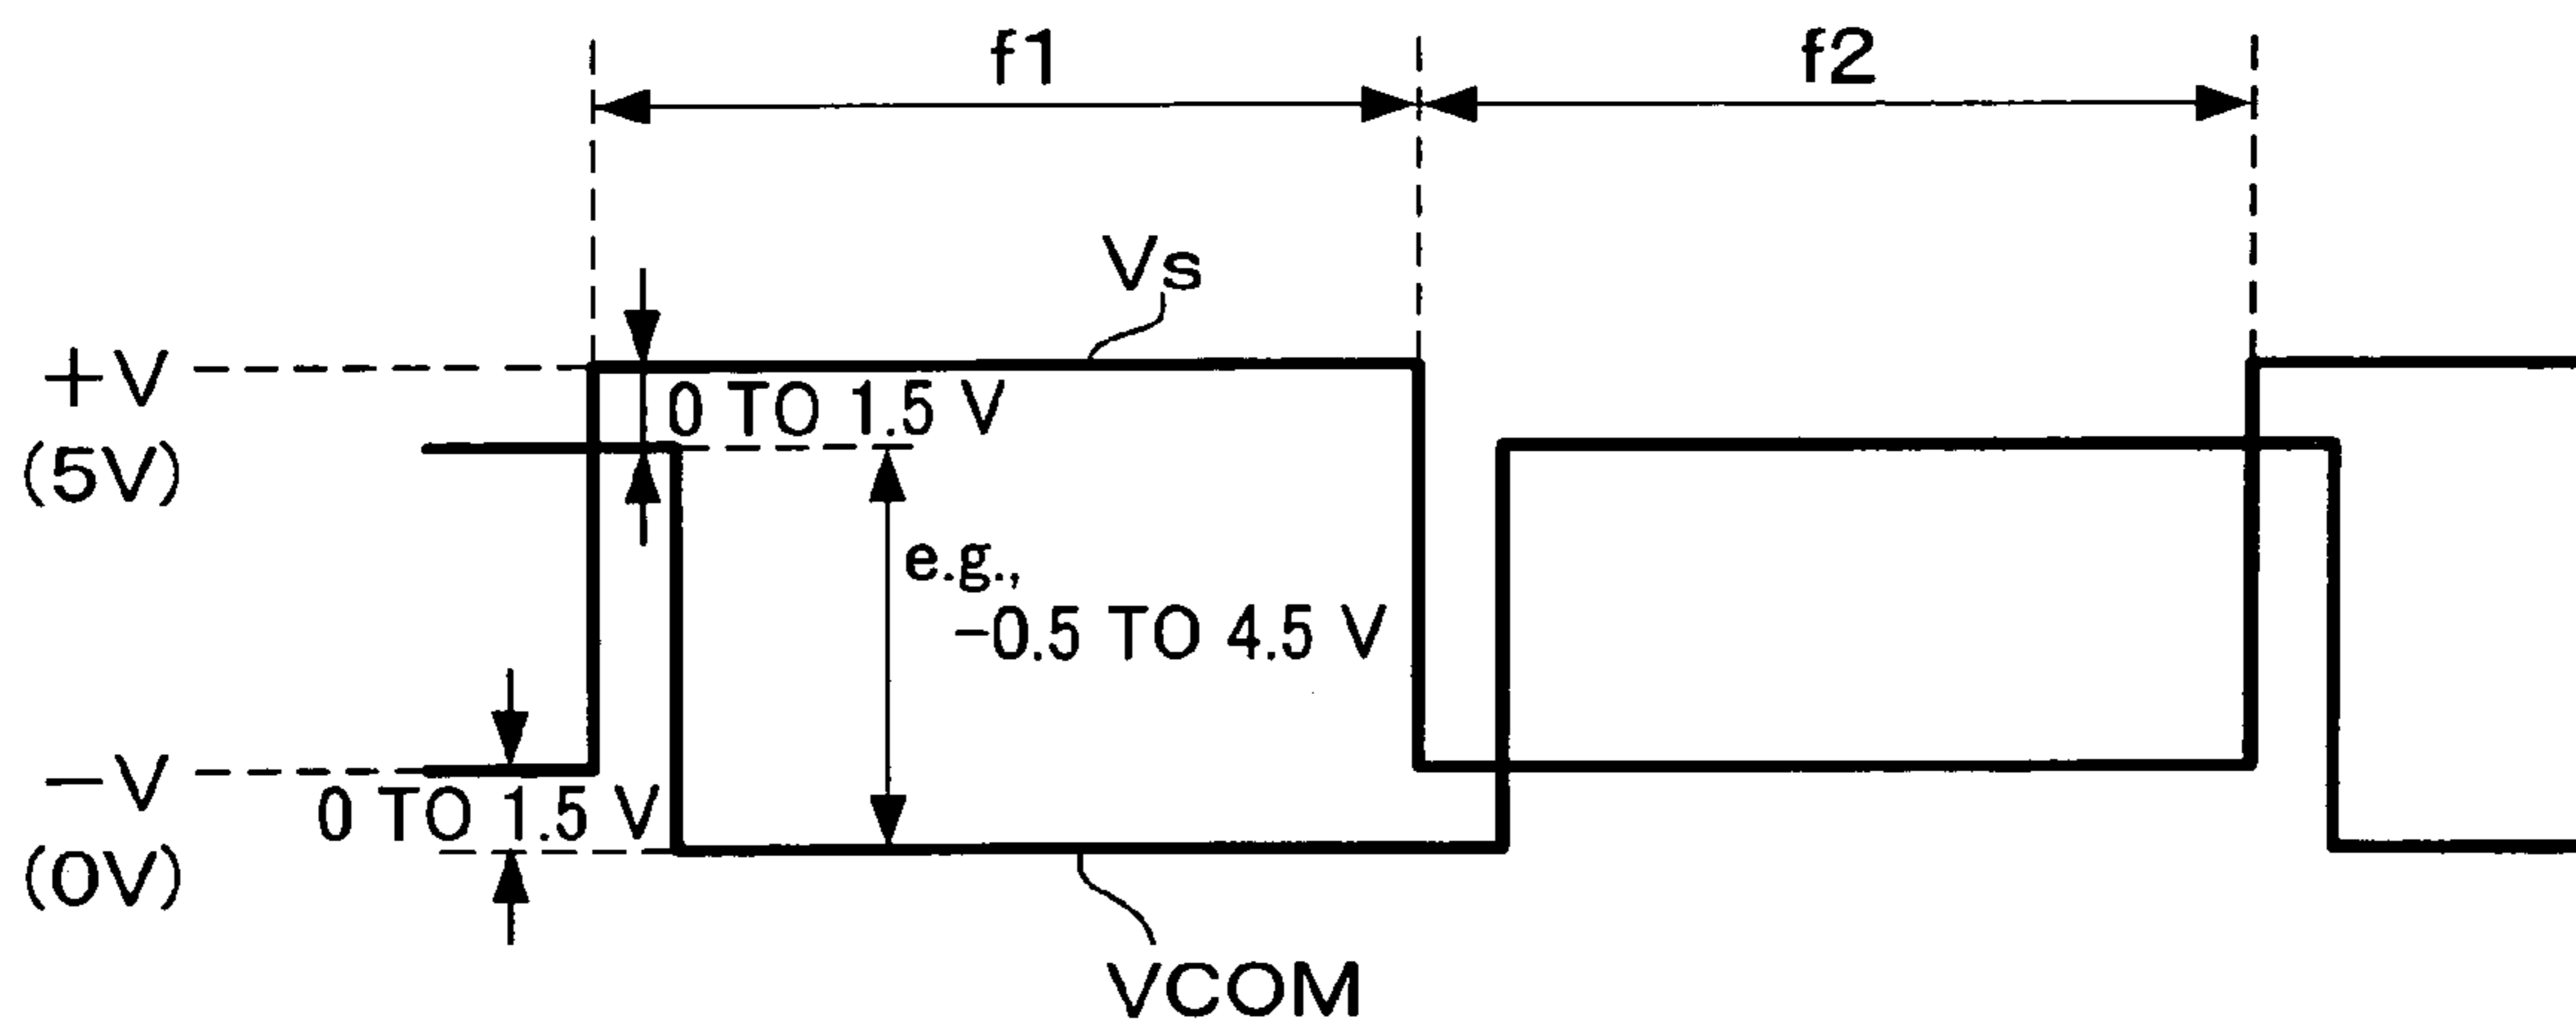 f1
f2
Vs
+V
(5V)
0 TO 1.5 V
e.g.,
-0.5 TO 4.5 V
-V
(0V)
0 TO 1.5 V
VCOM